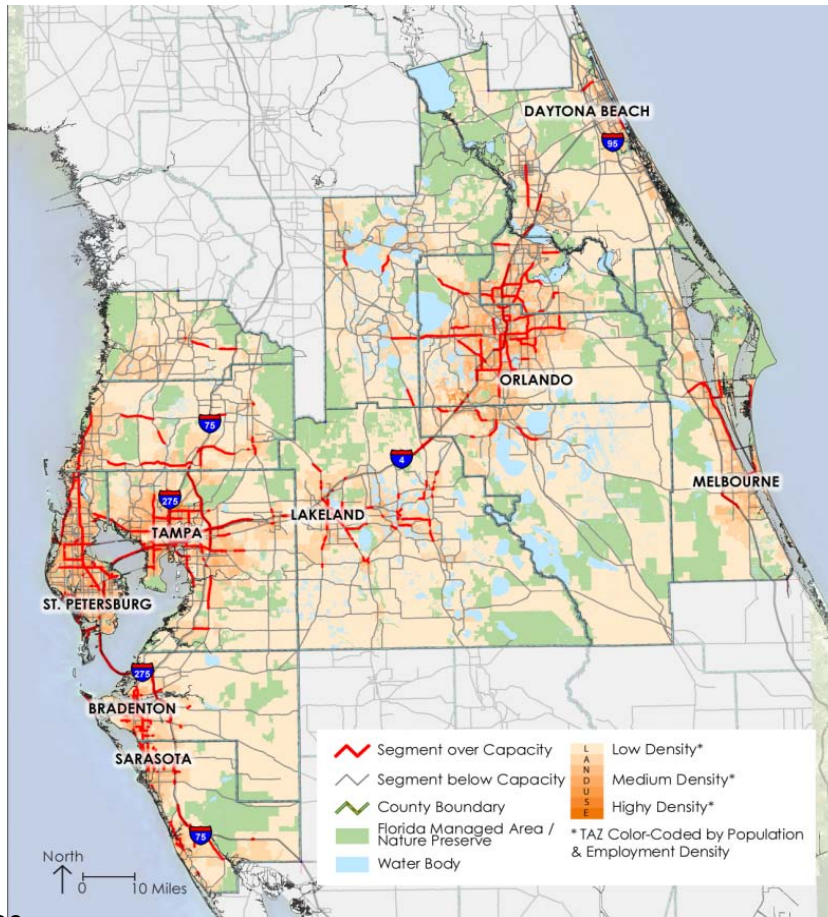 DAYTONA BEACH
95
ORLANDO
75
4
275
MELBOURNE
LAKELAND
TAMPA
ST. PETERSBURG
275
BRADENTON
SARASOTA
75
North
0 10 Miles
Segment over Capacity
Segment below Capacity
County Boundary
Florida Managed Area /
Nature Preserve
Water Body
LANDUSE
Low Density*
Medium Density*
Highy Density*
* TAZ Color-Coded by Population
& Employment Density